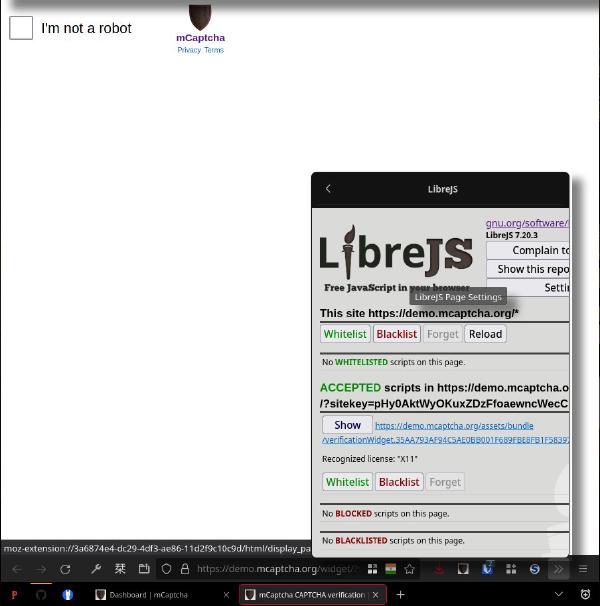 I'm not a robot
mCaptcha
Privacy Terms
LibreJS
LibreJS
Free JavaScript in your browser
gnu.org/software/
LibreJS 7.20.3
Complain to
Show this repo
Settin
LibreJS Page Settings
This site https://demo.mcaptcha.org/*
Whitelist Blacklist Forget Reload
No WHITELISTED scripts on this page.
ACCEPTED scripts in https://demo.mcaptcha.o
/?sitekey=pHy0AktWyOKuxZDzFfoaewncWecC
Show https://demo.mcaptcha.org/assets/bundle
/verificationWidget.35AA793AF94C5AE0BB001F689FBE8FB1F58397
Recognized license: "X11"
Whitelist Blacklist Forget
No BLOCKED scripts on this page.
No BLACKLISTED scripts on this page.
moz-extension://3a6874e4-dc29-4df3-ae86-11d2f9c10c9d/html/display_pa
https://demo.mcaptcha.org/widget/?
Dashboard | mCaptcha
mCaptcha CAPTCHA verification |